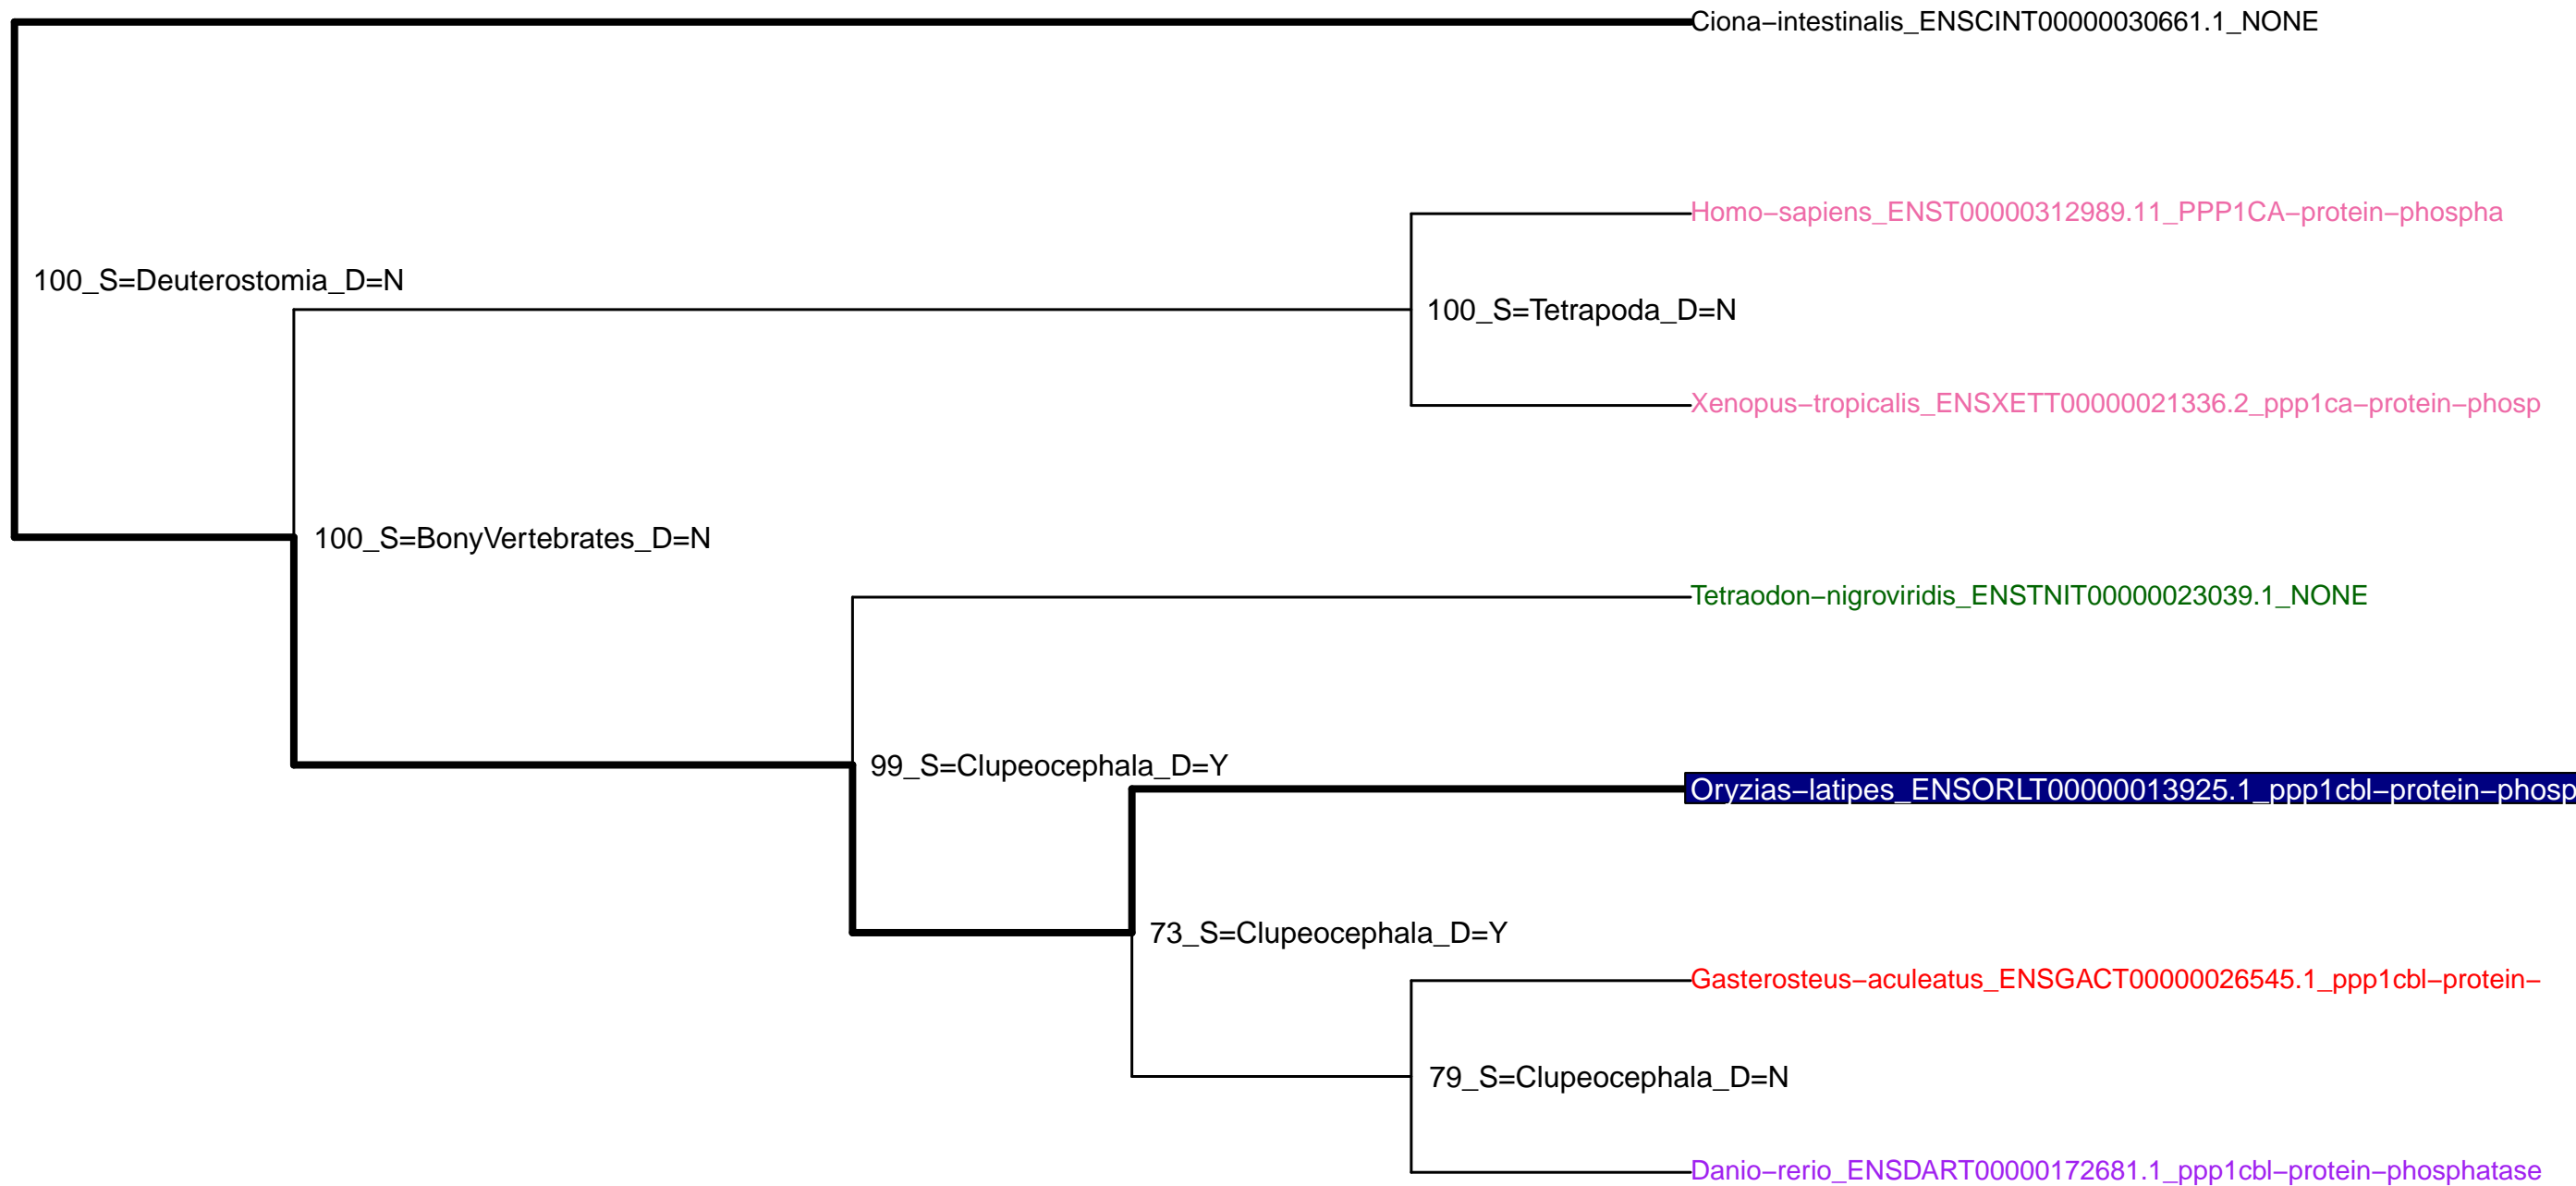 Ciona−intestinalis_ENSCINT00000030661.1_NONE
Homo−sapiens_ENST00000312989.11_PPP1CA−protein−phospha
100_S=Deuterostomia_D=N
100_S=Tetrapoda_D=N
Xenopus−tropicalis_ENSXETT00000021336.2_ppp1ca−protein−phosp
100_S=BonyVertebrates_D=N
Tetraodon−nigroviridis_ENSTNIT00000023039.1_NONE
99_S=Clupeocephala_D=Y
Oryzias−latipes_ENSORLT00000013925.1_ppp1cbl−protein−phosp
73_S=Clupeocephala_D=Y
Gasterosteus−aculeatus_ENSGACT00000026545.1_ppp1cbl−protein−
79_S=Clupeocephala_D=N
Danio−rerio_ENSDART00000172681.1_ppp1cbl−protein−phosphatase